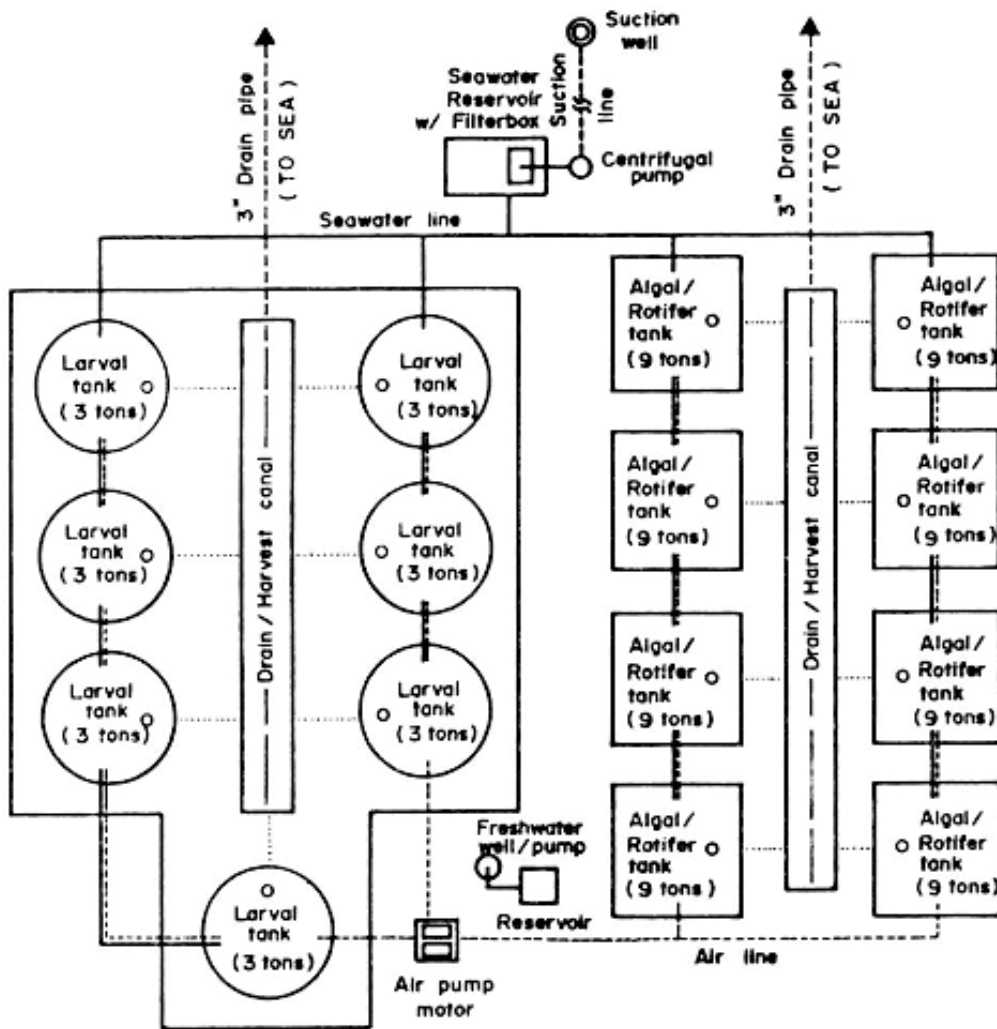 Suction
well
Suction
line
Seawater
Reservoir
w/ Filterbox
Centrifugal
pump
3" Drain pipe
( TO SEA )
3" Drain pipe
( TO SEA )
Seawater line
Larval
tank
(3 tons)
Larval
tank
(3 tons)
Algal/
Rotifer
tank
(9 tons)
Algal/
Rotifer
tank
(9 tons)
Larval
tank
(3 tons)
Larval
tank
(3 tons)
Algal/
Rotifer
tank
(9 tons)
Algal/
Rotifer
tank
(9 tons)
Drain / Harvest canal
Drain / Harvest canal
Larval
tank
(3 tons)
Larval
tank
(3 tons)
Algal/
Rotifer
tank
(9 tons)
Algal/
Rotifer
tank
(9 tons)
Freshwater
well/pump
Reservoir
Algal/
Rotifer
tank
(9 tons)
Algal/
Rotifer
tank
(9 tons)
Larval
tank
(3 tons)
Air pump
motor
Air line